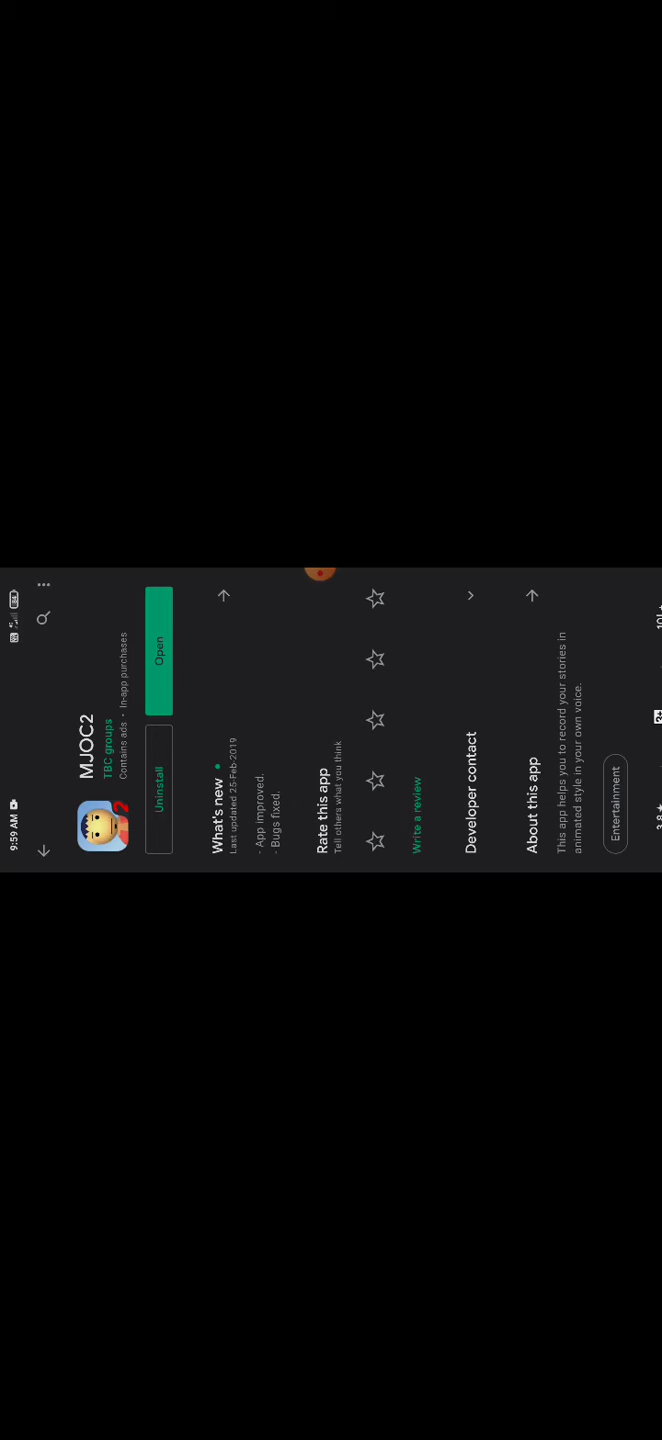 9:59 AM
MJOC2
TBC groups
Contains ads • In-app purchases
Uninstall
Open
What's new •
Last updated 25-Feb-2019
- App improved.
- Bugs fixed.
Rate this app
Tell others what you think
Write a review
Developer contact
About this app
This app helps you to record your stories in
animated style in your own voice.
Entertainment